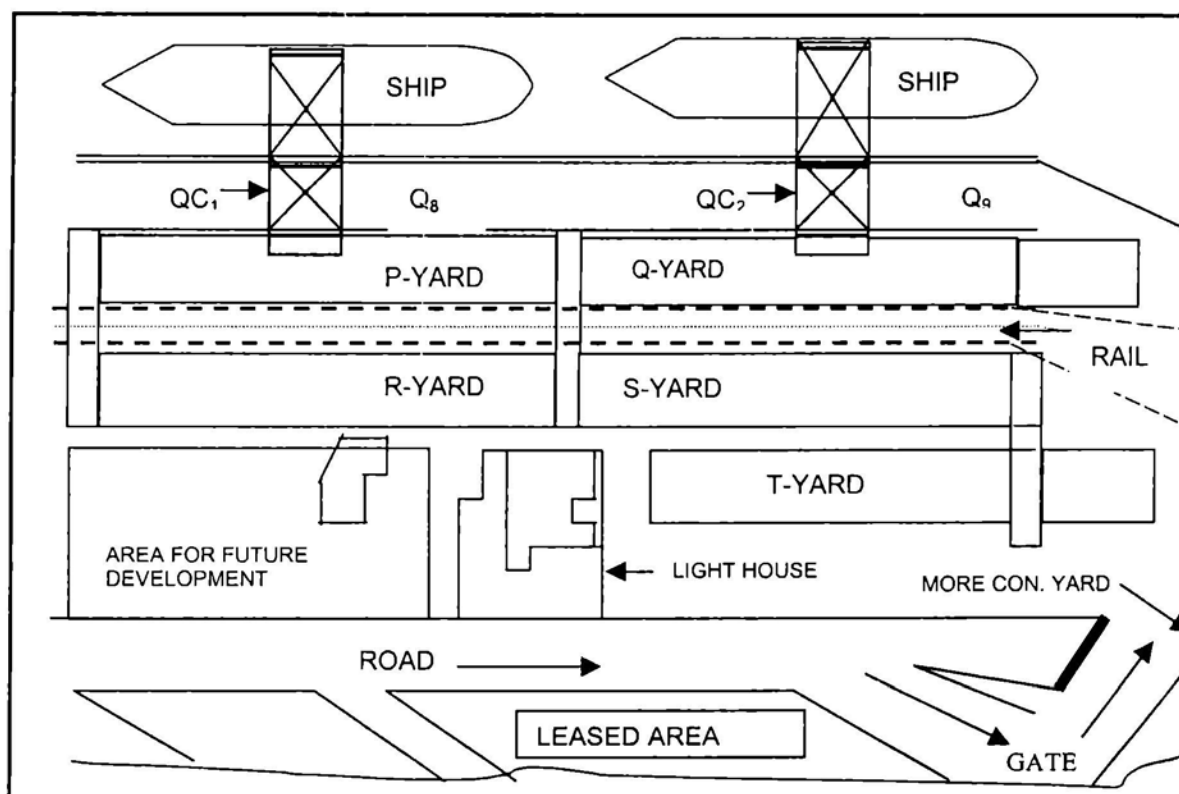 SHIP
SHIP
QC₁
Q₈
QC₂
Q₉
P-YARD
Q-YARD
RAIL
R-YARD
S-YARD
T-YARD
AREA FOR FUTURE
DEVELOPMENT
LIGHT HOUSE
MORE CON. YARD
ROAD
LEASED AREA
GATE